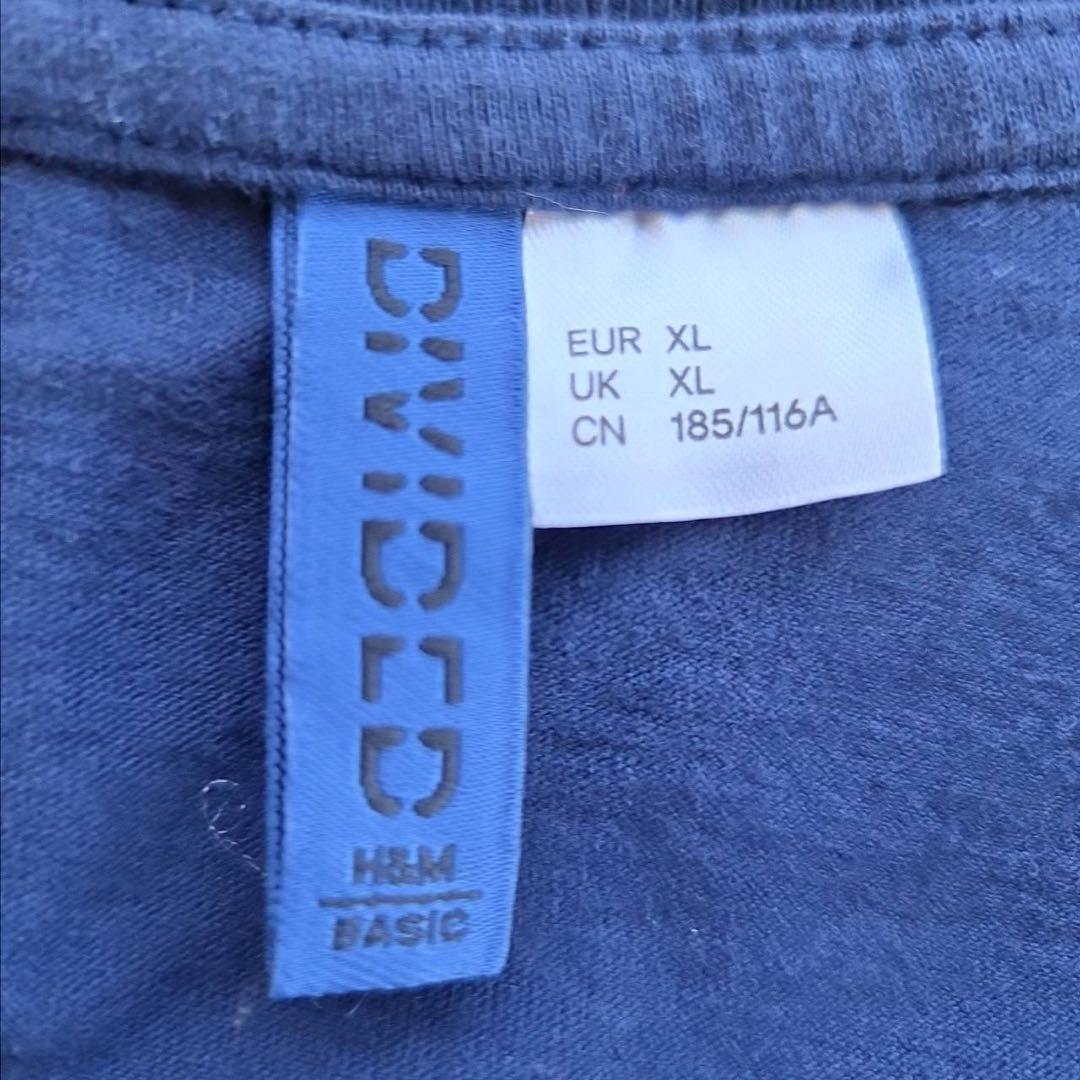 DIVIDED
H&M
BASIC
EUR XL
UK XL
CN 185/116A